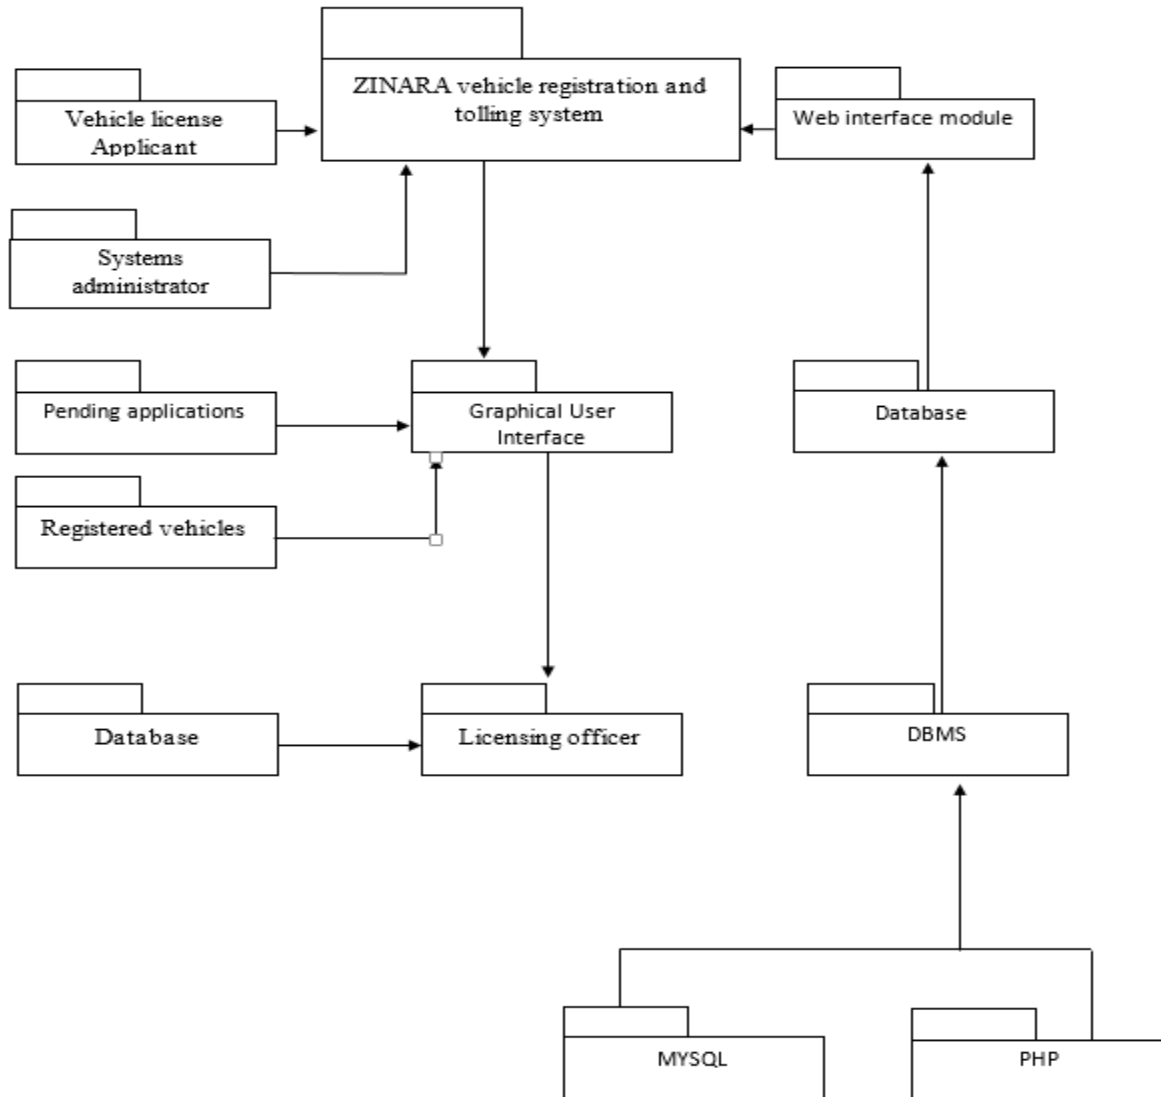 ZINARA vehicle registration and
tolling system
Vehicle license
Applicant
Web interface module
Systems
administrator
Pending applications
Graphical User
Interface
Database
Registered vehicles
Database
Licensing officer
DBMS
MYSQL
PHP